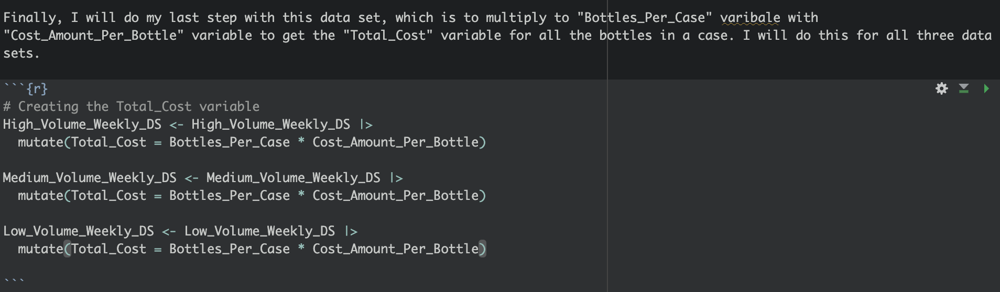 Finally, I will do my last step with this data set, which is to multiply to "Bottles_Per_Case" varibale with
"Cost_Amount_Per_Bottle" variable to get the "Total_Cost" variable for all the bottles in a case. I will do this for all three data
sets.
```{r}
# Creating the Total_Cost variable
High_Volume_Weekly_DS <- High_Volume_Weekly_DS |>
  mutate(Total_Cost = Bottles_Per_Case * Cost_Amount_Per_Bottle)
Medium_Volume_Weekly_DS <- Medium_Volume_Weekly_DS |>
  mutate(Total_Cost = Bottles_Per_Case * Cost_Amount_Per_Bottle)
Low_Volume_Weekly_DS <- Low_Volume_Weekly_DS |>
  mutate(Total_Cost = Bottles_Per_Case * Cost_Amount_Per_Bottle)
```